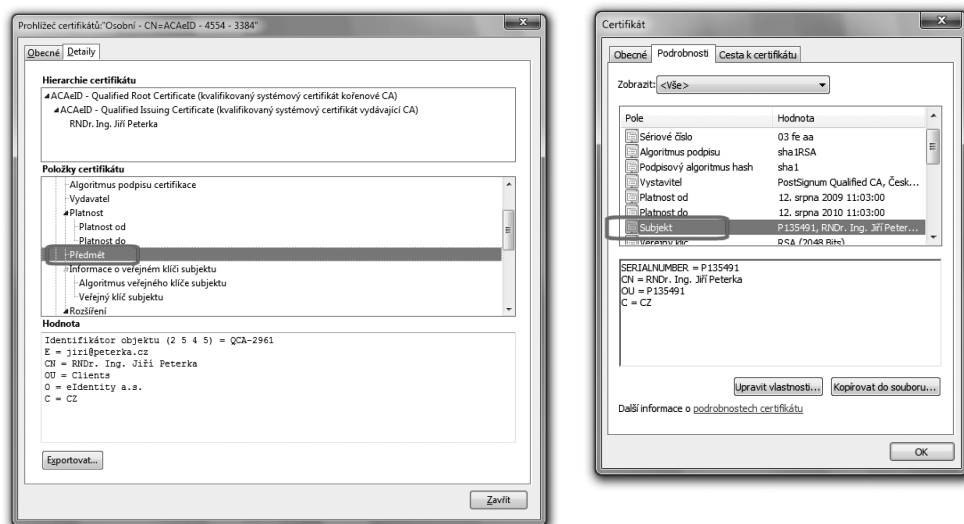 Prohlížeč certifikátů:"Osobní - CN=ACAeID - 4554 - 3384"
Obecné Detaily
Hierarchie certifikátu
ACAeID - Qualified Root Certificate (kvalifikovaný systémový certifikát kořenové CA)
ACAeID - Qualified Issuing Certificate (kvalifikovaný systémový certifikát vydávající CA)
RNDr. Ing. Jiří Peterka
Položky certifikátu
Algoritmus podpisu certifikace
Vydavatel
Platnost
Platnost od
Platnost do
Předmět
Informace o veřejném klíči subjektu
Algoritmus veřejného klíče subjektu
Veřejný klíč subjektu
Rozšíření
Hodnota
Identifikátor objektu (2 5 4 5) = QCA-2961
E = jiri@peterka.cz
CN = RNDr. Ing. Jiří Peterka
OU = Clients
O = eIdentity a.s.
C = CZ
Exportovat...
Zavřít
Certifikát
Obecné Podrobnosti Cesta k certifikátu
Zobrazit: <Vše>
Pole Hodnota
Sériové číslo 03 fe aa
Algoritmus podpisu sha1RSA
Podpisový algoritmus hash sha1
Vystavitel PostSignum Qualified CA, Česk...
Platnost od 12. srpna 2009 11:03:00
Platnost do 12. srpna 2010 11:03:00
Subjekt P135491, RNDr. Ing. Jiří Peter...
Veřejný klíč RSA (2048 Bits)
SERIALNUMBER = P135491
CN = RNDr. Ing. Jiří Peterka
OU = P135491
C = CZ
Upravit vlastnosti... Kopírovat do souboru...
Další informace o podrobnostech certifikátu
OK